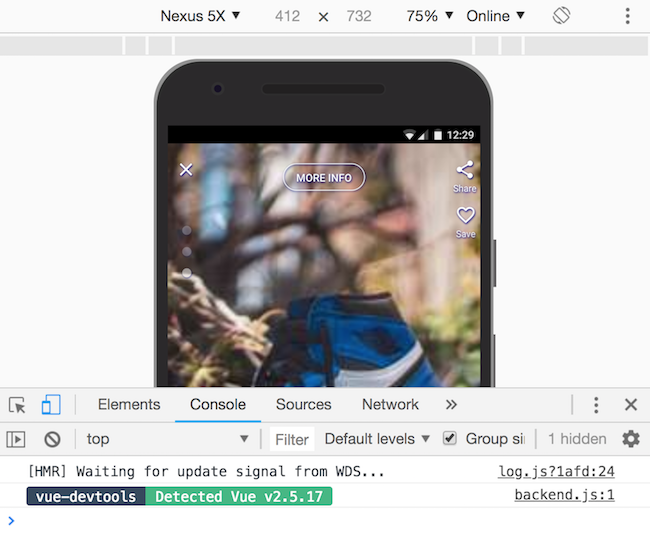 Nexus 5X ▼ 412 × 732 75% ▼ Online ▼
12:29
MORE INFO
Share
Save
Elements Console Sources Network »
top ▼ Filter Default levels ▼ Group si 1 hidden
[HMR] Waiting for update signal from WDS... log.js?1afd:24
vue-devtools Detected Vue v2.5.17 backend.js:1
>